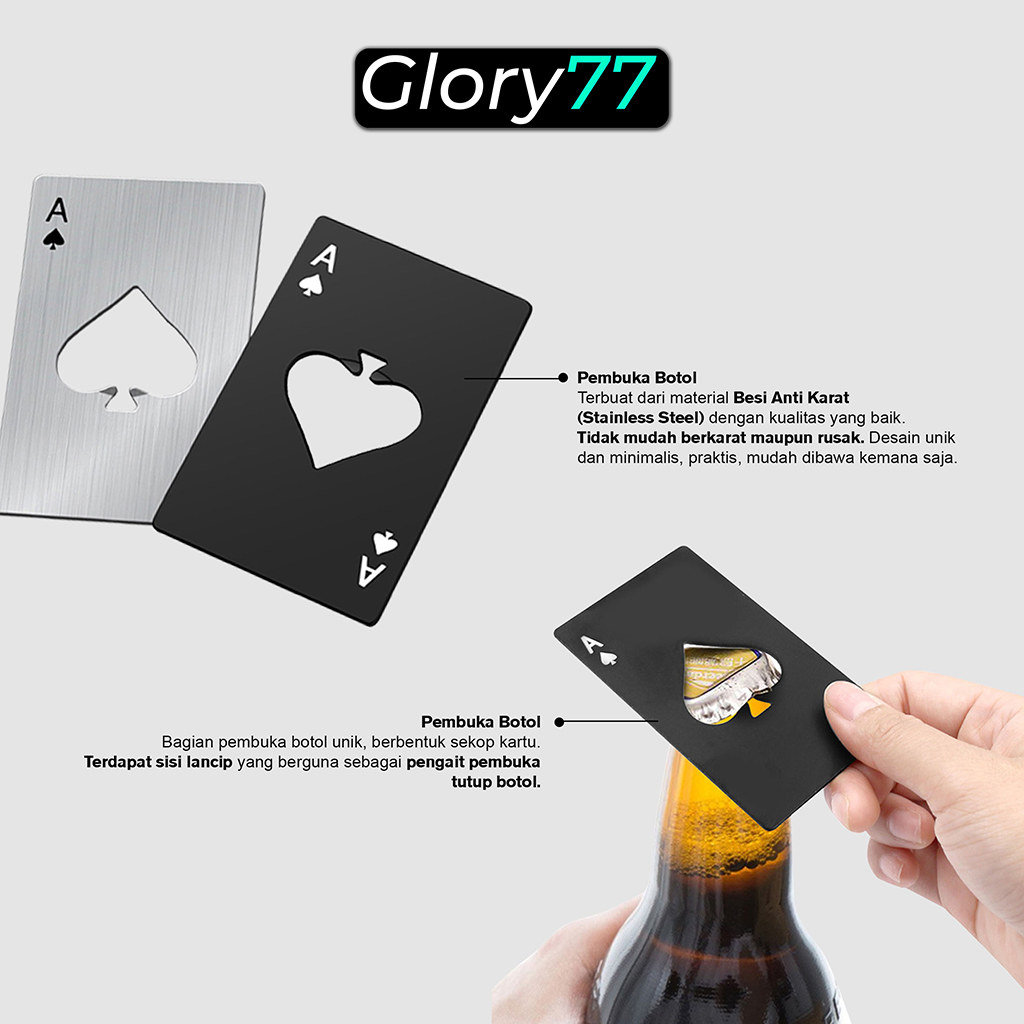 Glory77
A
A
A
Pembuka Botol
Terbuat dari material Besi Anti Karat
(Stainless Steel) dengan kualitas yang baik.
Tidak mudah berkarat maupun rusak. Desain unik
dan minimalis, praktis, mudah dibawa kemana saja.
A
Pembuka Botol
Bagian pembuka botol unik, berbentuk sekop kartu.
Terdapat sisi lancip yang berguna sebagai pengait pembuka
tutup botol.